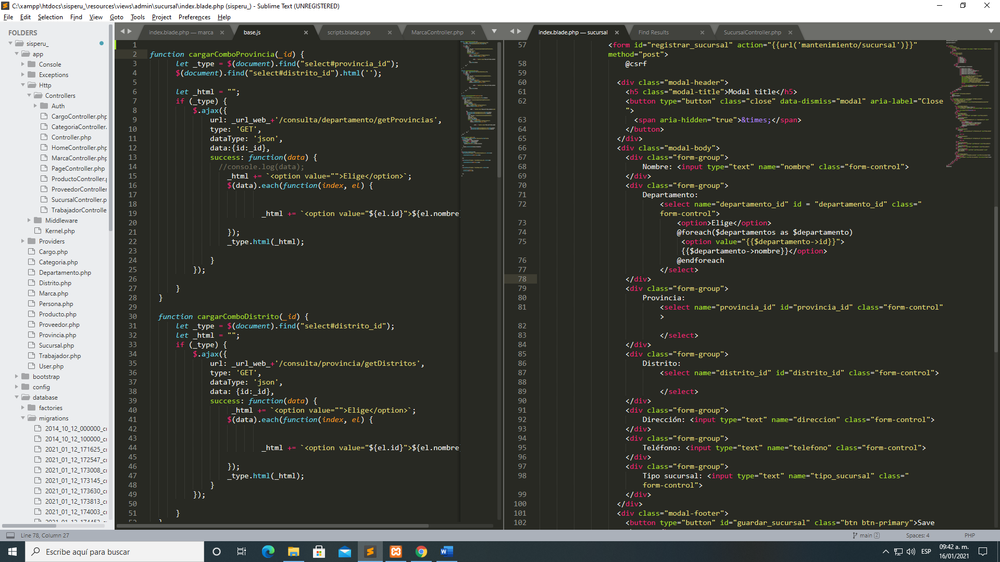 C:\xampp\htdocs\sisperu_\resources\views\admin\sucursal\index.blade.php (sisperu_) - Sublime Text (UNREGISTERED)
File Edit Selection Find View Goto Tools Project Preferences Help
FOLDERS
sisperu_
app
Console
Exceptions
Http
Controllers
Auth
CargoController.php
CategoriaController.
Controller.php
HomeController.php
MarcaController.php
PageController.php
ProductoController.p
ProveedorController
SucursalController.p
TrabajadorControlle
Middleware
Kernel.php
Providers
Cargo.php
Categoria.php
Departamento.php
Distrito.php
Marca.php
Persona.php
Producto.php
Proveedor.php
Provincia.php
Sucursal.php
Trabajador.php
User.php
bootstrap
config
database
factories
migrations
2014_10_12_000000_cr
2014_10_12_100000_cr
2021_01_12_171625_cr
2021_01_12_172547_cr
2021_01_12_173008_cr
2021_01_12_173145_cr
2021_01_12_173630_cr
2021_01_12_173813_cr
2021_01_12_174003_cr
index.blade.php — marca
base.js
scripts.blade.php
MarcaController.php
1
2 function cargarComboProvincia(_id) {
3 let _type = $(document).find("select#provincia_id");
4 $(document).find("select#distrito_id").html('');
5
6 let _html = "";
7 if (_type) {
8 $.ajax({
9 url: _url_web_+'/consulta/departamento/getProvincias',
10 type: 'GET',
11 dataType: 'json',
12 data:{id:_id},
13 success: function(data) {
14 //console.log(data);
15 _html += `<option value="">Elige</option>`;
16 $(data).each(function(index, el) {
17
18
19 _html += `<option value="${el.id}">${el.nombre}
20
21 });
22 _type.html(_html);
23
24 }
25 });
26
27 }
28 }
29
30 function cargarComboDistrito(_id) {
31 let _type = $(document).find("select#distrito_id");
32 let _html = "";
33 if (_type) {
34 $.ajax({
35 url: _url_web_+'/consulta/provincia/getDistritos',
36 type: 'GET',
37 dataType: 'json',
38 data: {id:_id},
39 success: function(data) {
40 _html += `<option value="">Elige</option>`;
41 $(data).each(function(index, el) {
42
43
44 _html += `<option value="${el.id}">${el.nombre}
45
46 });
47 _type.html(_html);
48 }
49 });
50
51 }
52 }
index.blade.php — sucursal
Find Results
SucursalController.php
57 <form id="registrar_sucursal" action="{{url('mantenimiento/sucursal')}}"
method="post">
58 @csrf
59
60 <div class="modal-header">
61 <h5 class="modal-title">Modal title</h5>
62 <button type="button" class="close" data-dismiss="modal" aria-label="Close
">
63 <span aria-hidden="true">&times;</span>
64 </button>
65 </div>
66 <div class="modal-body">
67 <div class="form-group">
68 Nombre: <input type="text" name="nombre" class="form-control">
69 </div>
70 <div class="form-group">
71 Departamento:
72 <select name="departamento_id" id = "departamento_id" class="
form-control">
73 <option>Elige</option>
74 @foreach($departamentos as $departamento)
75 <option value="{{$departamento->id}}">
{{$departamento->nombre}}</option>
76 @endforeach
77 </select>
78 </div>
79 <div class="form-group">
80 Provincia:
81 <select name="provincia_id" id="provincia_id" class="form-control"
>
82
83 </select>
84 </div>
85 <div class="form-group">
86 Distrito:
87 <select name="distrito_id" id="distrito_id" class="form-control">
88
89 </select>
90 </div>
91 <div class="form-group">
92 Dirección: <input type="text" name="direccion" class="form-control">
93 </div>
94 <div class="form-group">
95 Teléfono: <input type="text" name="telefono" class="form-control">
96 </div>
97 <div class="form-group">
98 Tipo sucursal: <input type="text" name="tipo_sucursal" class="
form-control">
99 </div>
100 </div>
101 <div class="modal-footer">
102 <button type="button" id="guardar_sucursal" class="btn btn-primary">Save
Line 78, Column 27
main 2
Spaces: 4
PHP
Escribe aquí para buscar
ESP
09:42 a. m.
16/01/2021